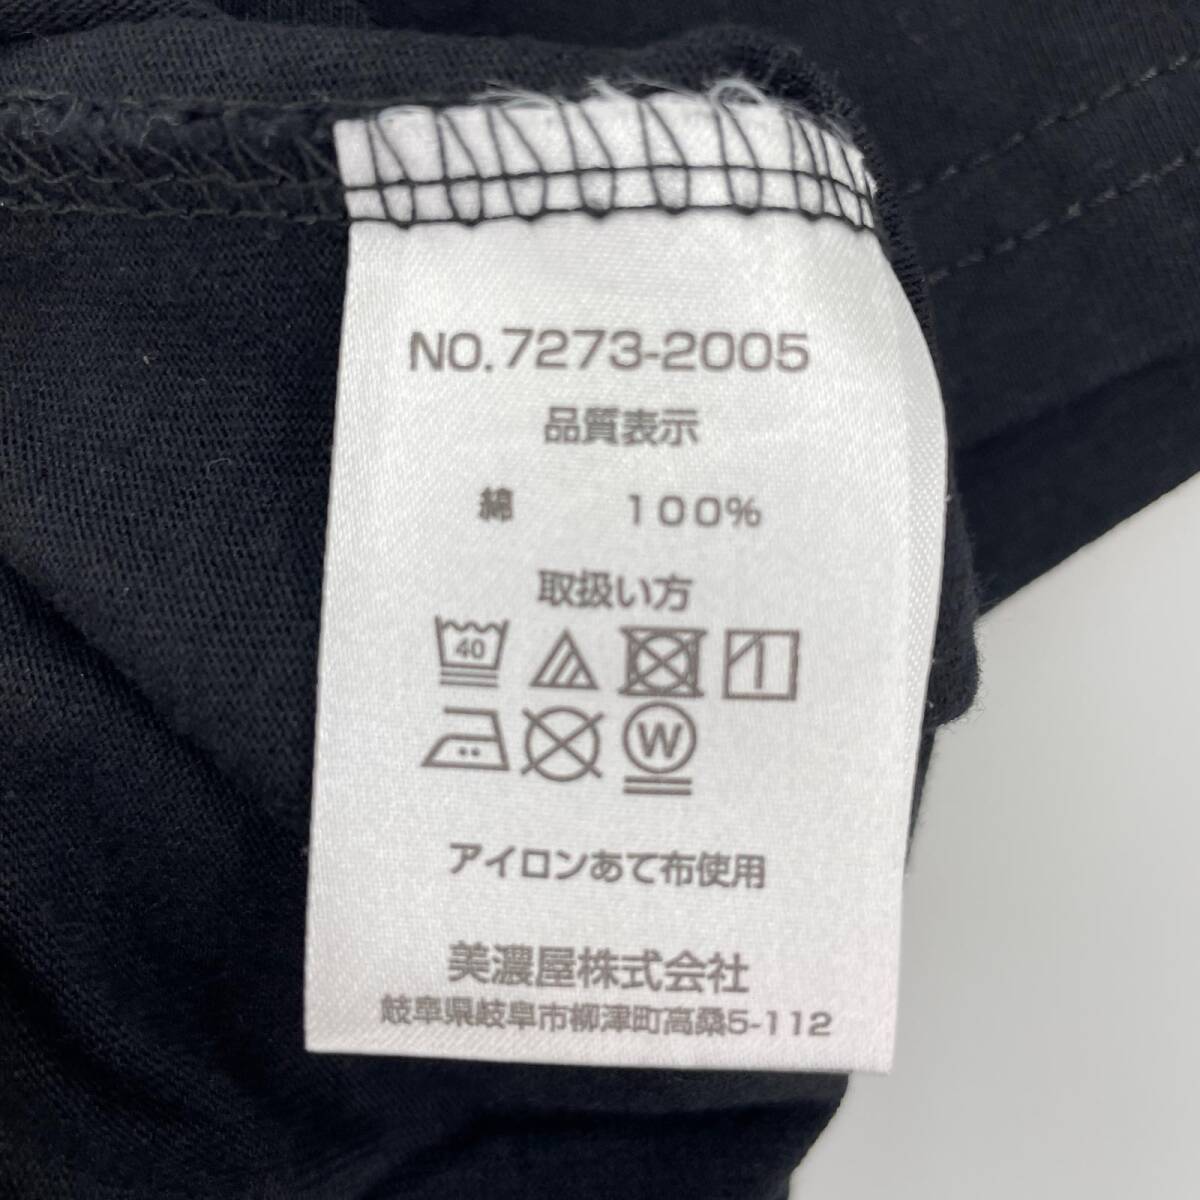 NO.7273-2005
品質表示
綿 100%
取扱い方
40
W
アイロンあて布使用
美濃屋株式会社
岐阜県岐阜市柳津町高桑5-112